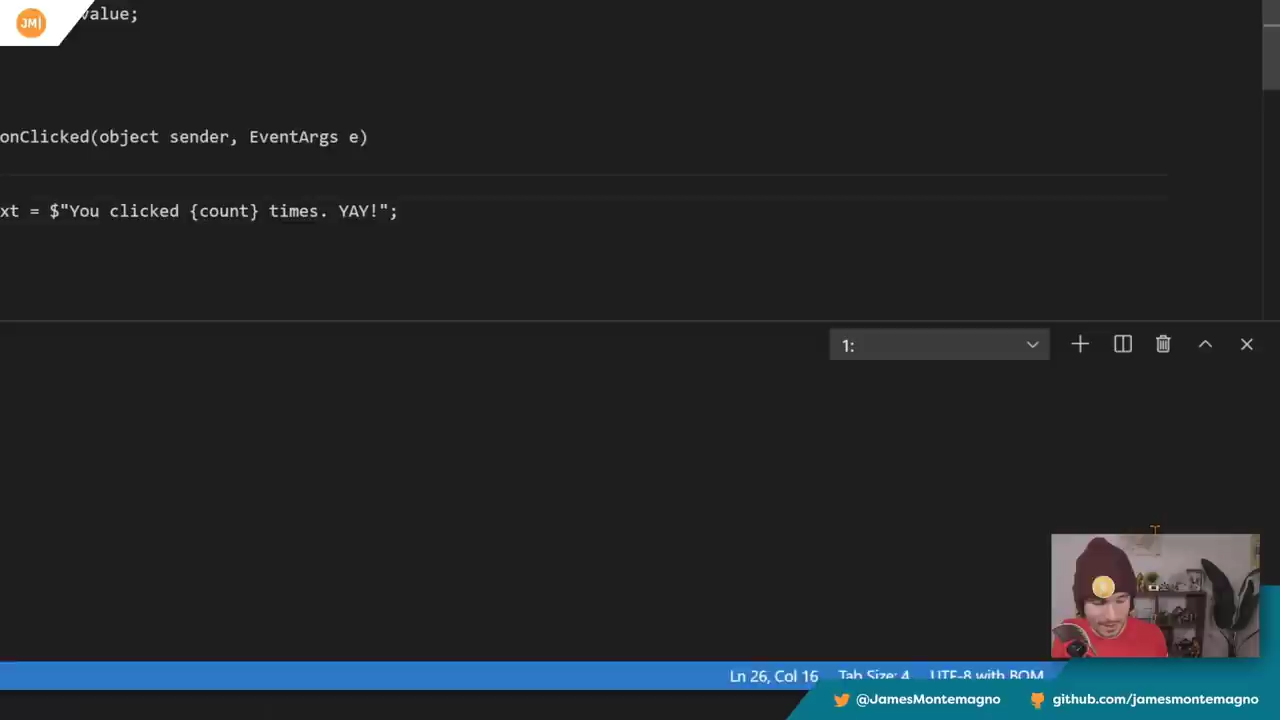 JM|
value;
onClicked(object sender, EventArgs e)
xt = $"You clicked {count} times. YAY!";
1:
Ln 26, Col 16 Tab Size: 4 UTF-8 with BOM
@JamesMontemagno github.com/jamesmontemagno